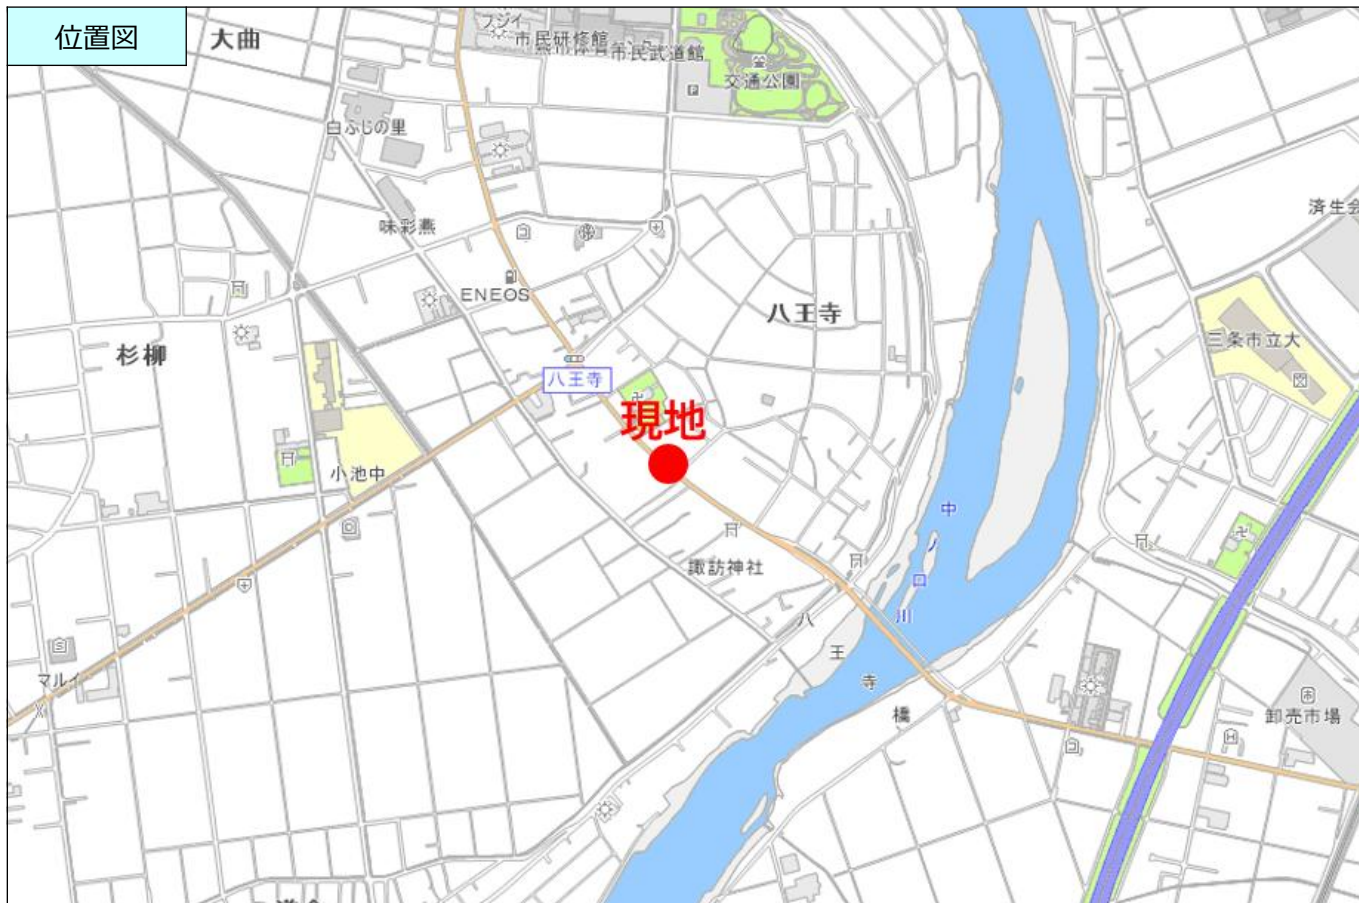 位置図
大曲
フジイ
市民研修館
市民武道館
交通公園
白ふじの里
味彩燕
済生会
ENEOS
八王寺
三条市立大
杉柳
八王寺
現地
小池中
諏訪神社
中ノ口川
八王寺橋
マルイ
卸売市場